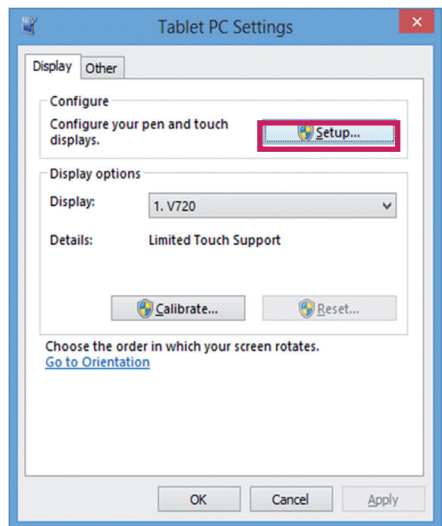 Tablet PC Settings
Display Other
Configure
Configure your pen and touch
displays.
Setup...
Display options
Display: 1. V720
Details: Limited Touch Support
Calibrate... Reset...
Choose the order in which your screen rotates.
Go to Orientation
OK Cancel Apply